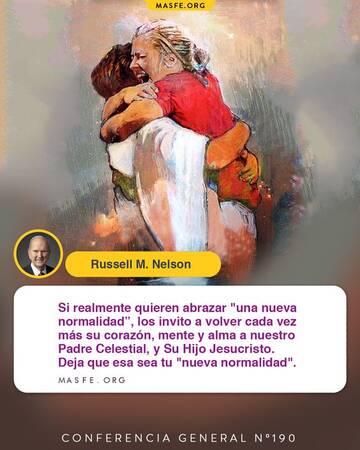 MASFE.ORG
Russell M. Nelson
Si realmente quieren abrazar "una nueva
normalidad”, los invito a volver cada vez
más su corazón, mente y alma a nuestro
Padre Celestial, y Su Hijo Jesucristo.
Deja que esa sea tu "nueva normalidad".
MASFE. ORG
CONFERENCIA GENERAL N°190